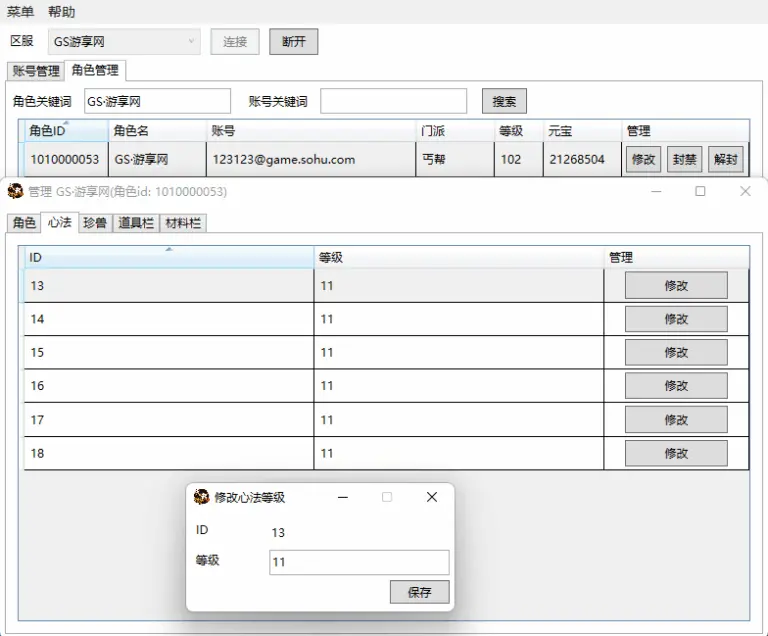 菜单 帮助
区服 GS游享网 连接 断开
账号管理 角色管理
角色关键词 GS·游享网 账号关键词 搜索
角色ID 角色名 账号 门派 等级 元宝 管理
1010000053 GS·游享网 123123@game.sohu.com 丐帮 102 21268504 修改 封禁 解封
管理 GS·游享网(角色id: 1010000053)
角色 心法 珍兽 道具栏 材料栏
ID 等级 管理
13 11 修改
14 11 修改
15 11 修改
16 11 修改
17 11 修改
18 11 修改
修改心法等级
ID 13
等级 11
保存